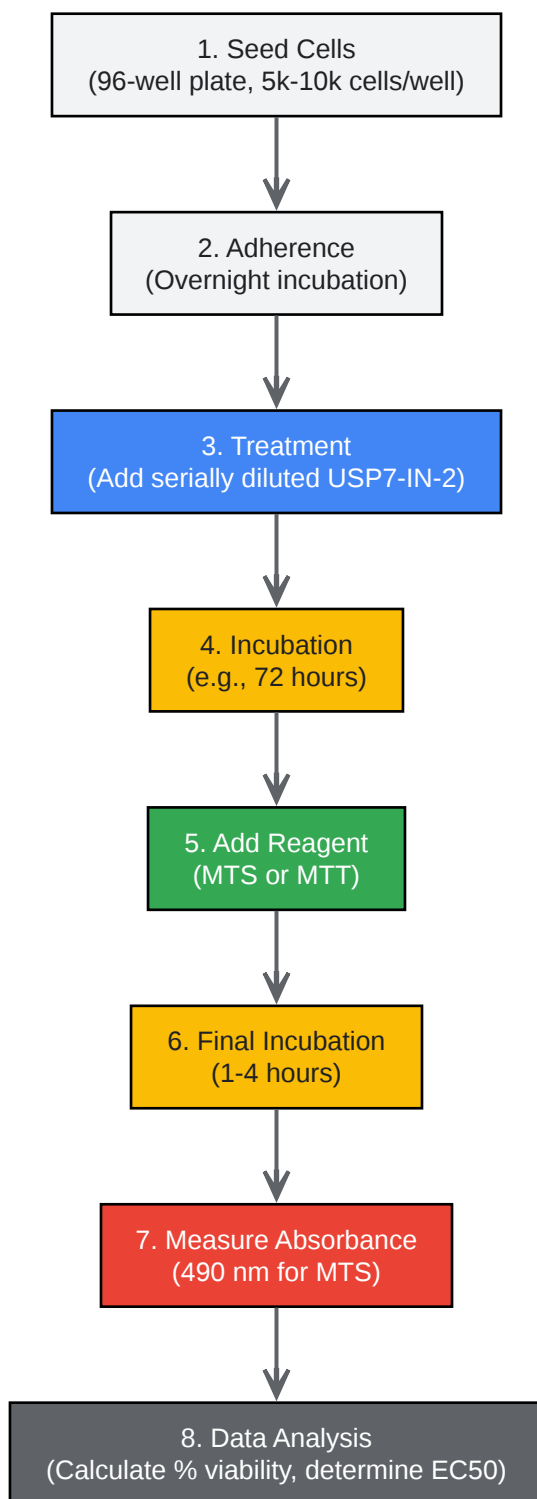 1. Seed Cells
(96-well plate, 5k-10k cells/well)
2. Adherence
(Overnight incubation)
3. Treatment
(Add serially diluted USP7-IN-2)
4. Incubation
(e.g., 72 hours)
5. Add Reagent
(MTS or MTT)
6. Final Incubation
(1-4 hours)
7. Measure Absorbance
(490 nm for MTS)
8. Data Analysis
(Calculate % viability, determine EC50)